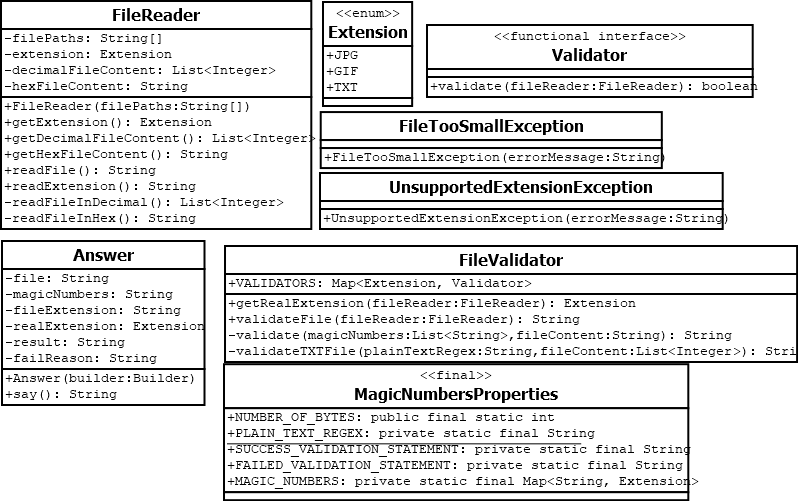 FileReader
-filePaths: String[]
-extension: Extension
-decimalFileContent: List<Integer>
-hexFileContent: String
+FileReader(filePaths:String[])
+getExtension(): Extension
+getDecimalFileContent(): List<Integer>
+getHexFileContent(): String
+readFile(): String
+readExtension(): String
-readFileInDecimal(): List<Integer>
-readFileInHex(): String
<<enum>>
Extension
+JPG
+GIF
+TXT
<<functional interface>>
Validator
+validate(fileReader:FileReader): boolean
FileTooSmallException
+FileTooSmallException(errorMessage:String)
UnsupportedExtensionException
+UnsupportedExtensionException(errorMessage:String)
Answer
-file: String
-magicNumbers: String
-fileExtension: String
-realExtension: Extension
-result: String
-failReason: String
+Answer(builder:Builder)
+say(): String
FileValidator
+VALIDATORS: Map<Extension, Validator>
+getRealExtension(fileReader:FileReader): Extension
+validateFile(fileReader:FileReader): String
-validate(magicNumbers:List<String>,fileContent:String): String
-validateTXTFile(plainTextRegex:String,fileContent:List<Integer>): Stri
<<final>>
MagicNumbersProperties
+NUMBER_OF_BYTES: public final static int
+PLAIN_TEXT_REGEX: private static final String
+SUCCESS_VALIDATION_STATEMENT: private static final String
+FAILED_VALIDATION_STATEMENT: private static final String
+MAGIC_NUMBERS: private static final Map<String, Extension>